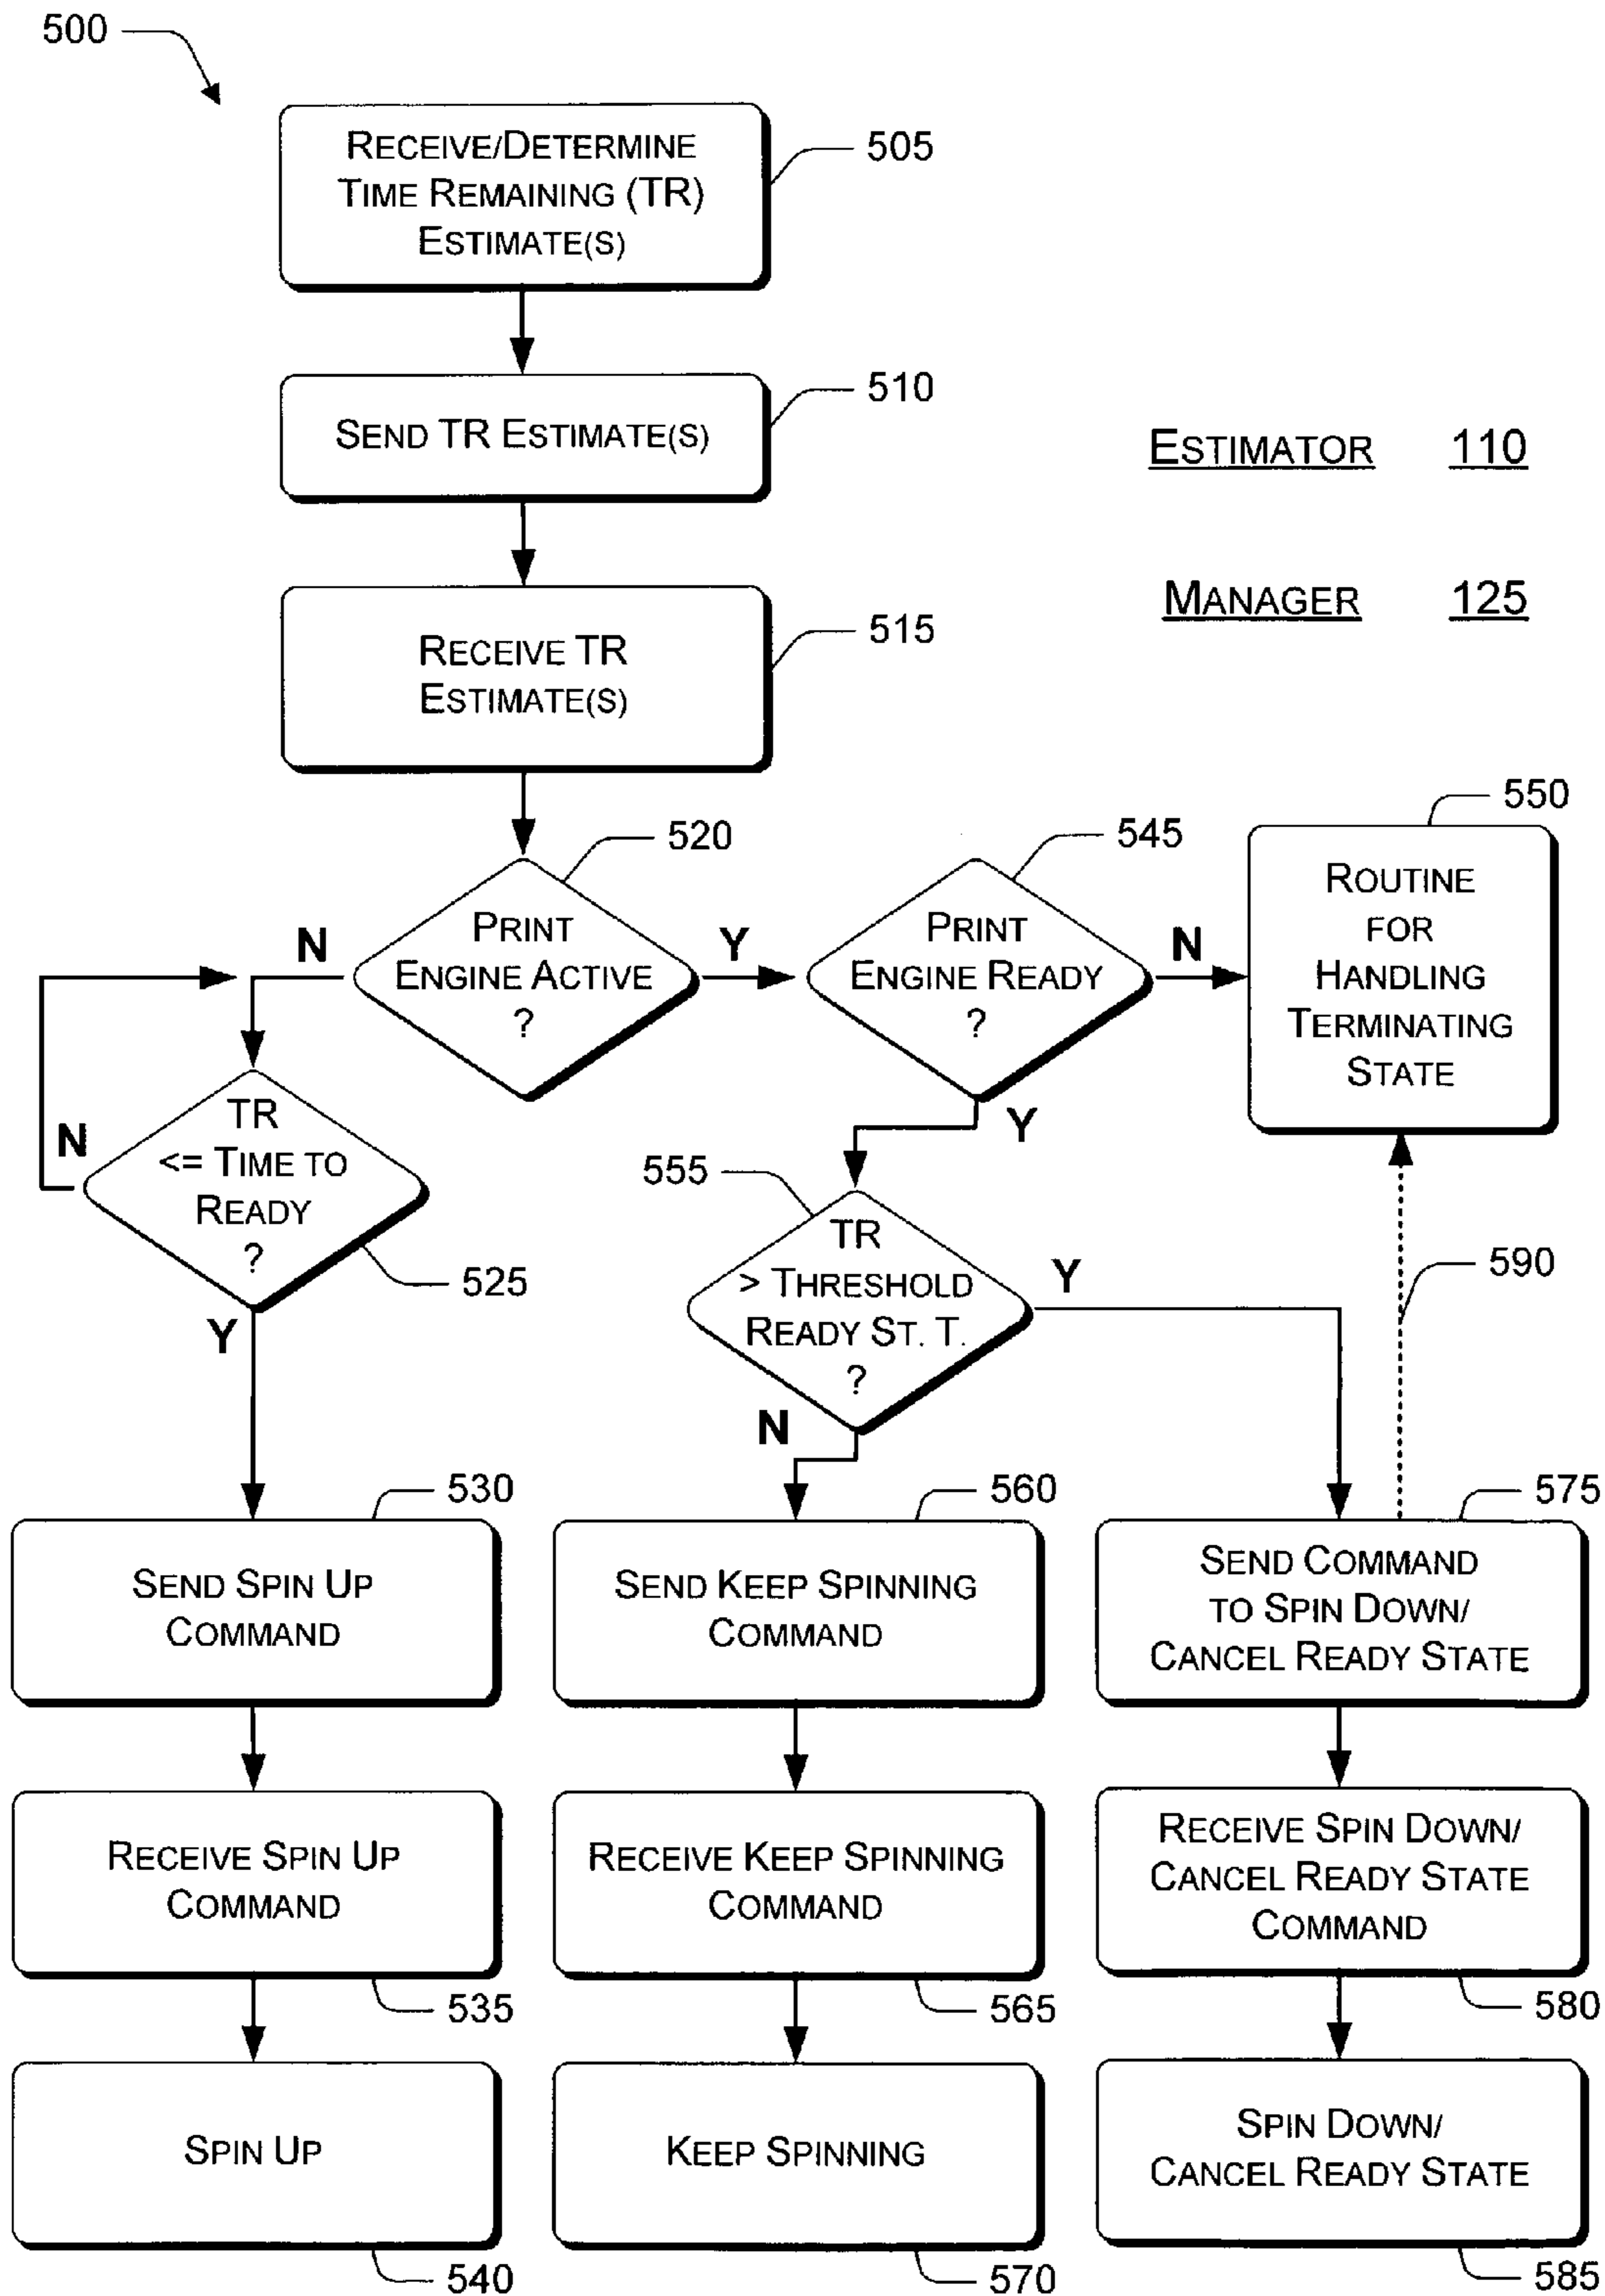 500
RECEIVE/DETERMINE
TIME REMAINING (TR)
ESTIMATE(S)
505
SEND TR ESTIMATE(S)
510
ESTIMATOR 110
RECEIVE TR
ESTIMATE(S)
515
MANAGER 125
PRINT
ENGINE ACTIVE
?
520
N
Y
PRINT
ENGINE READY
?
545
N
Y
ROUTINE
FOR
HANDLING
TERMINATING
STATE
550
TR
<= TIME TO
READY
?
525
N
Y
TR
> THRESHOLD
READY ST. T.
?
555
Y
N
590
SEND SPIN UP
COMMAND
530
SEND KEEP SPINNING
COMMAND
560
SEND COMMAND
TO SPIN DOWN/
CANCEL READY STATE
575
RECEIVE SPIN UP
COMMAND
535
RECEIVE KEEP SPINNING
COMMAND
565
RECEIVE SPIN DOWN/
CANCEL READY STATE
COMMAND
580
SPIN UP
540
KEEP SPINNING
570
SPIN DOWN/
CANCEL READY STATE
585